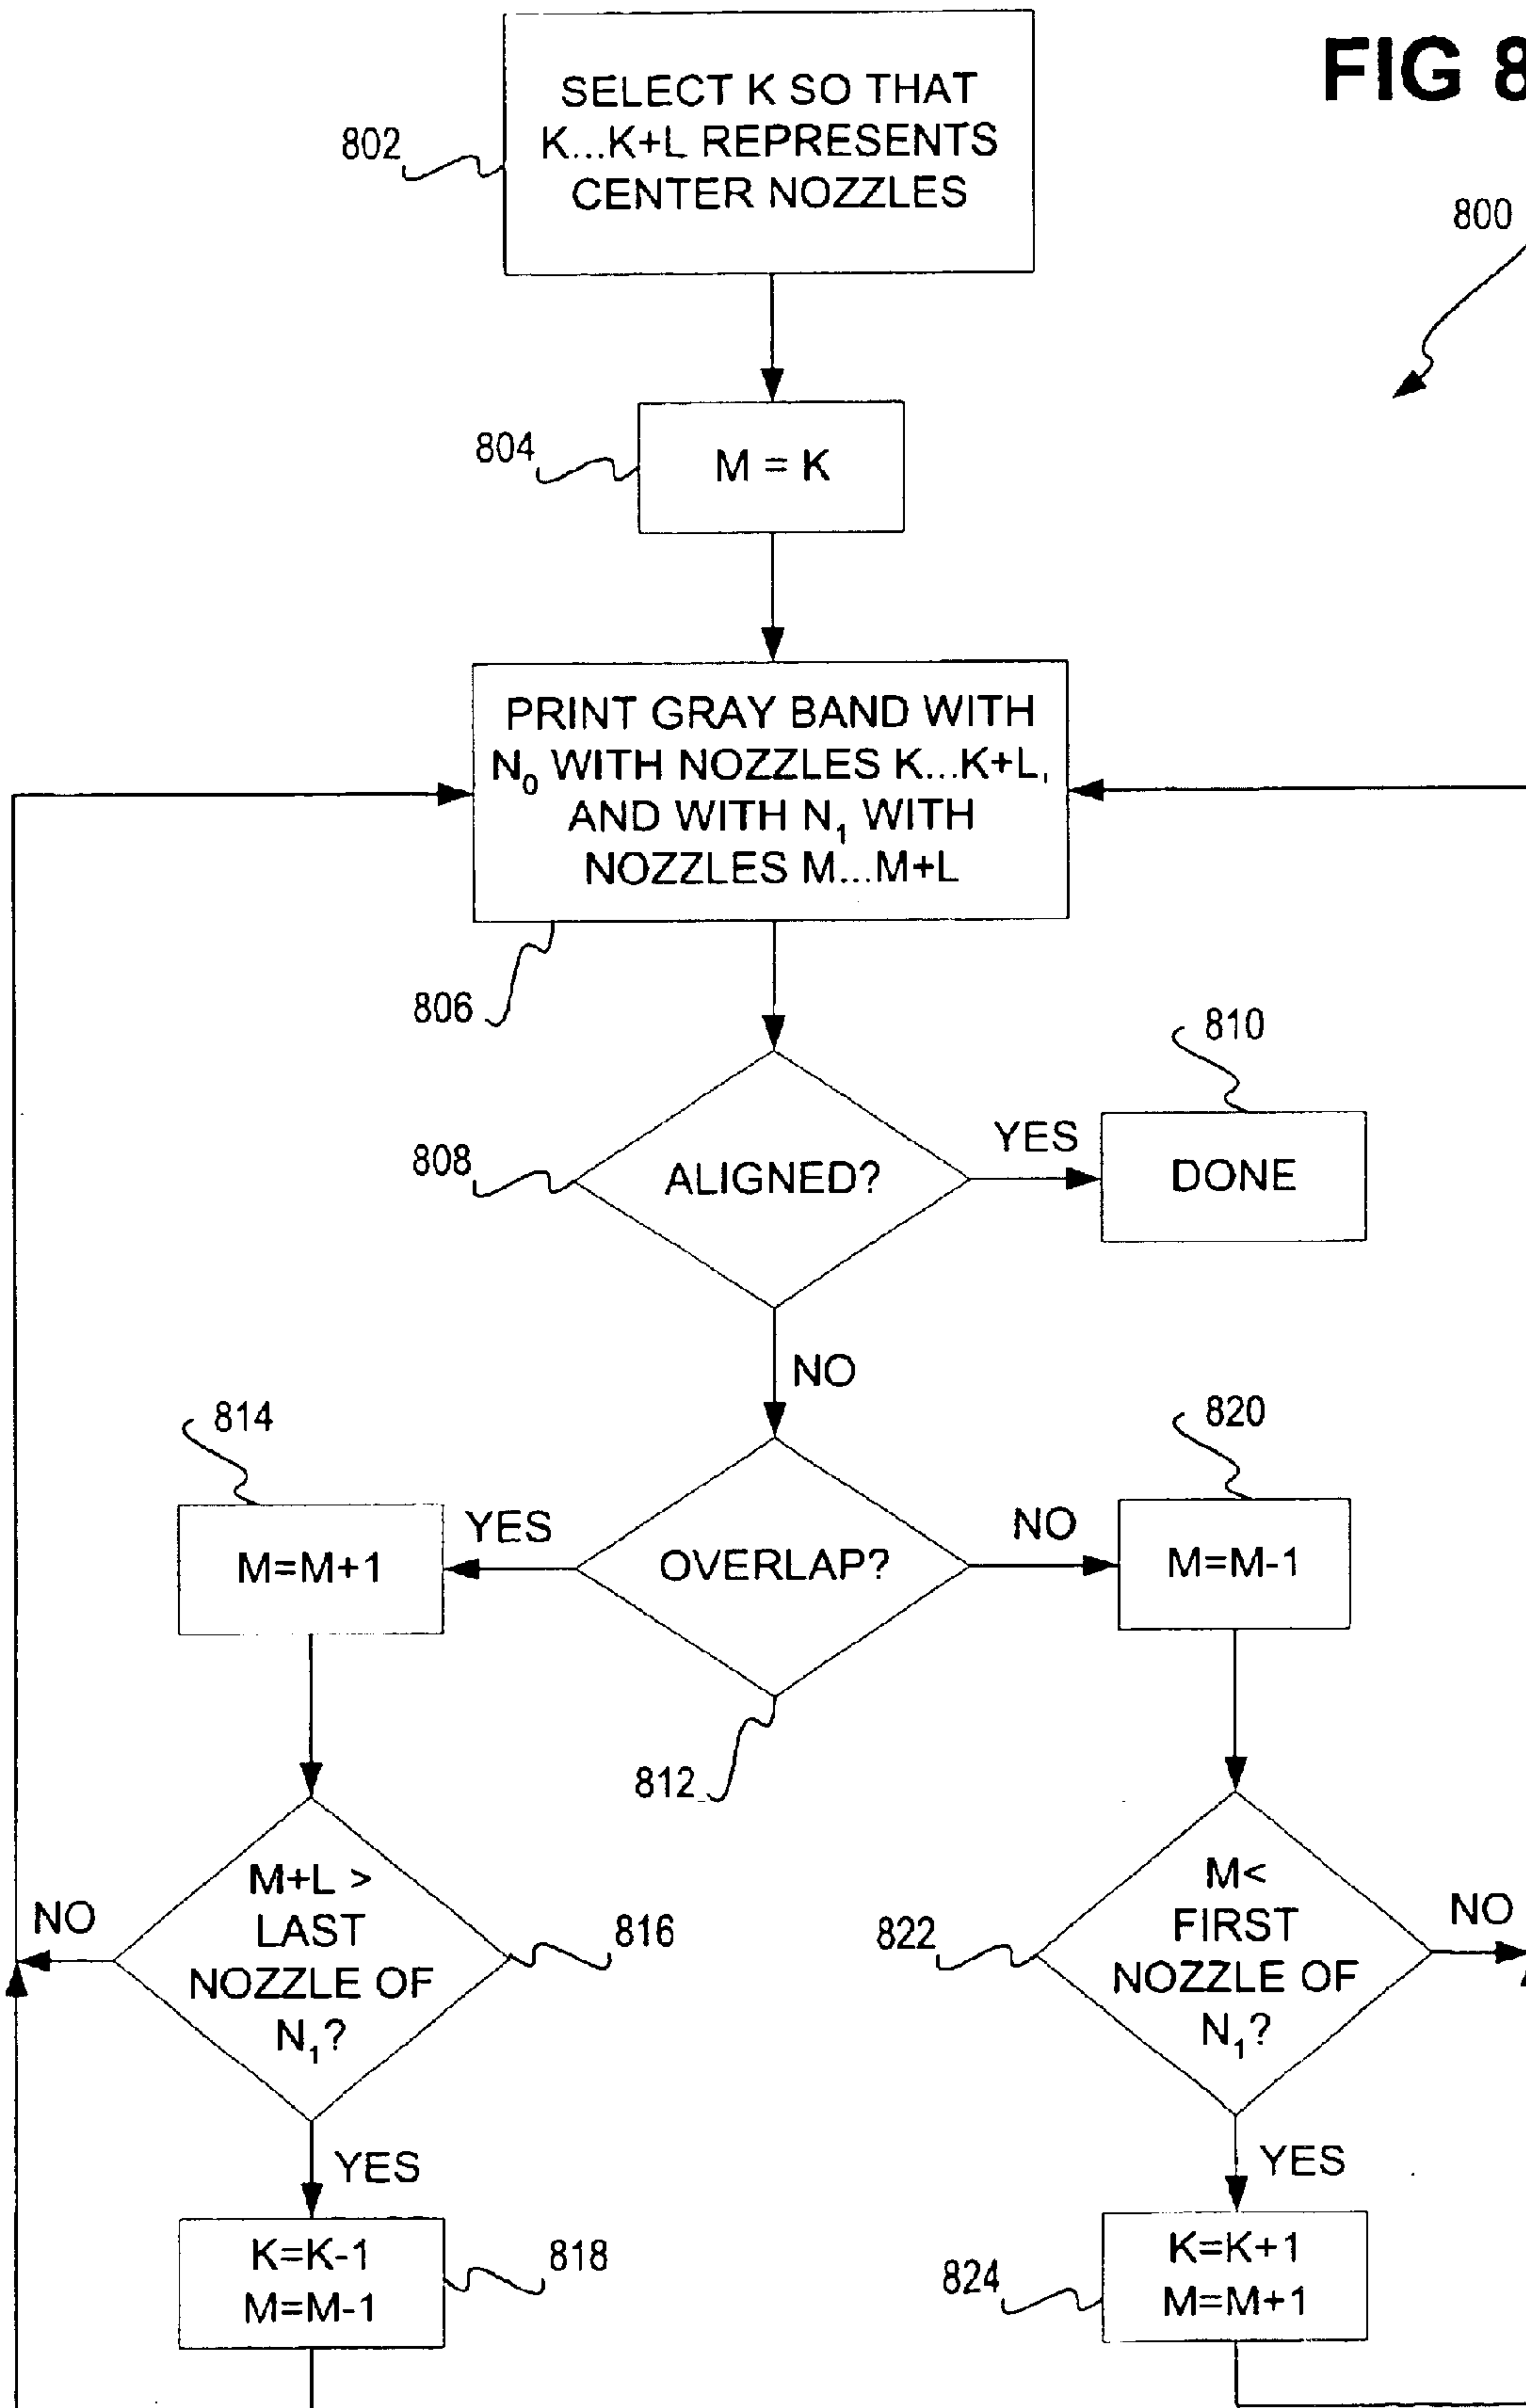 FIG 8
800
802
SELECT K SO THAT
K...K+L REPRESENTS
CENTER NOZZLES
804
M = K
PRINT GRAY BAND WITH
N₀ WITH NOZZLES K...K+L,
AND WITH N₁ WITH
NOZZLES M...M+L
806
808
ALIGNED?
YES
810
DONE
NO
812
OVERLAP?
YES
814
M=M+1
NO
820
M=M-1
816
M+L >
LAST
NOZZLE OF
N₁?
NO
YES
818
K=K-1
M=M-1
822
M<
FIRST
NOZZLE OF
N₁?
NO
YES
824
K=K+1
M=M+1